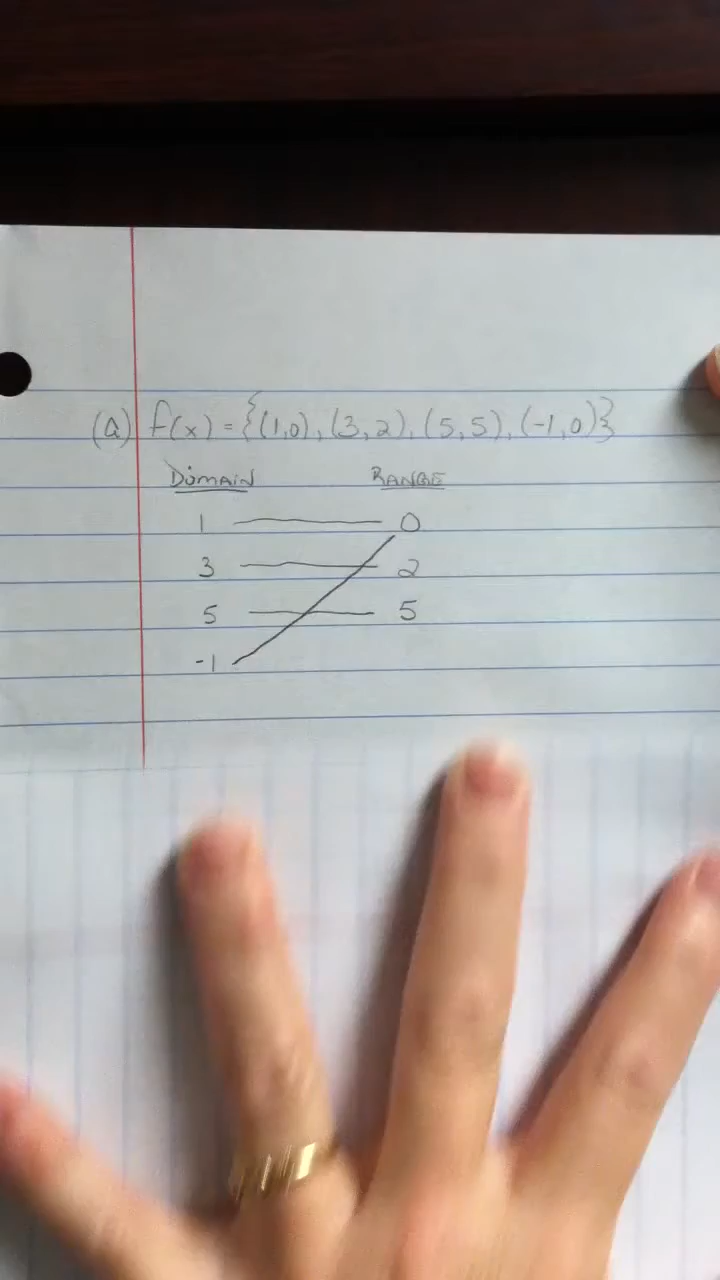 (a) f(x) = {(1,0), (3,2), (5,5), (-1,0)}
DOMAIN RANGE
1 0
3 2
5 5
-1